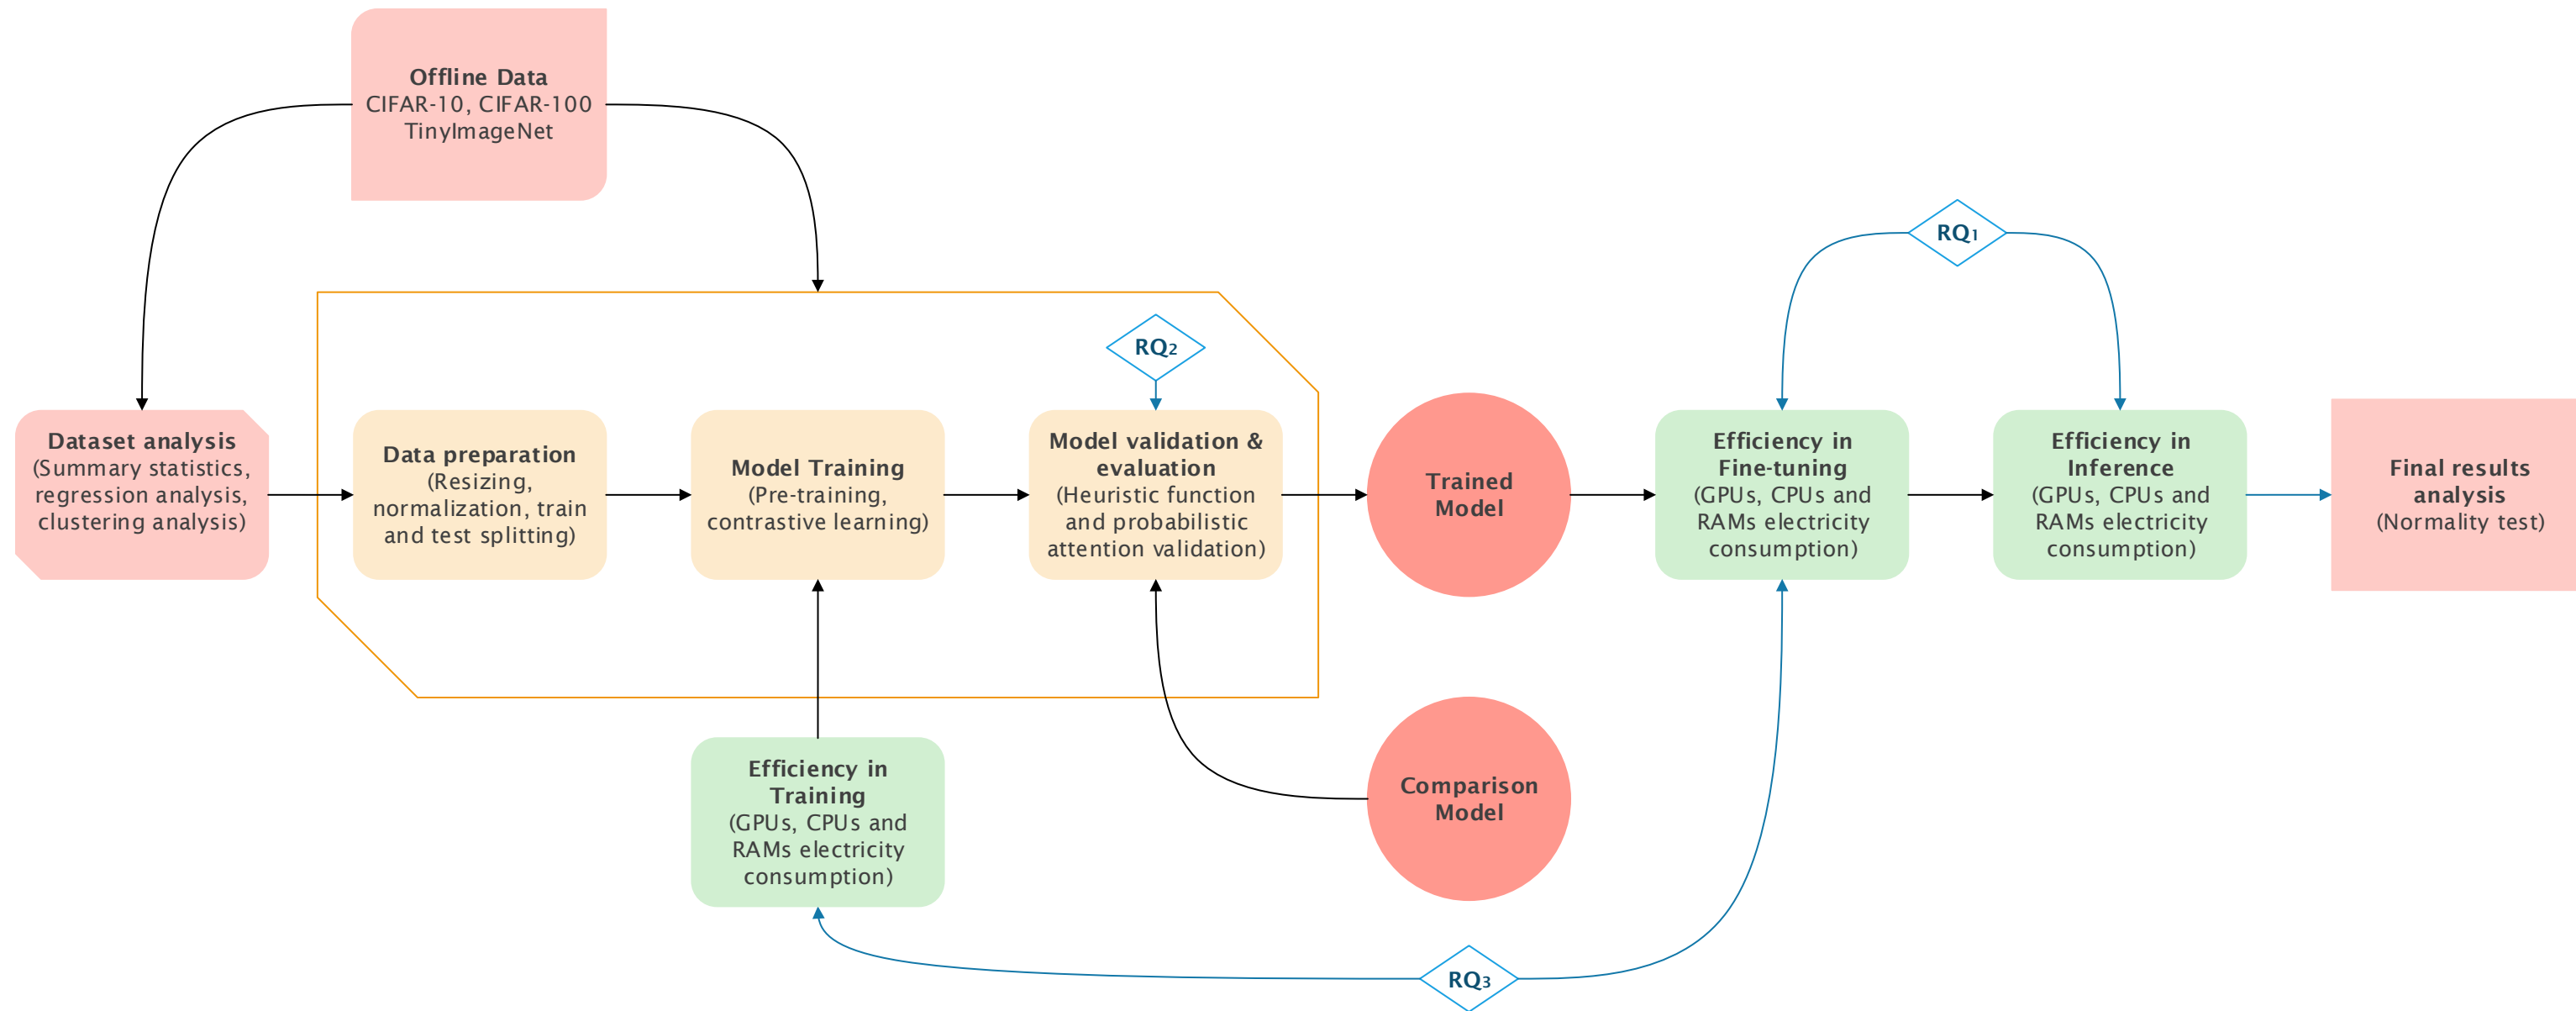 Offline Data
CIFAR-10, CIFAR-100
TinyImageNet
RQ1
RQ2
Dataset analysis
(Summary statistics,
regression analysis,
clustering analysis)
Data preparation
(Resizing,
normalization, train
and test splitting)
Model Training
(Pre-training,
contrastive learning)
Model validation &
evaluation
(Heuristic function
and probabilistic
attention validation)
Trained
Model
Efficiency in
Fine-tuning
(GPUs, CPUs and
RAMs electricity
consumption)
Efficiency in
Inference
(GPUs, CPUs and
RAMs electricity
consumption)
Final results
analysis
(Normality test)
Efficiency in
Training
(GPUs, CPUs and
RAMs electricity
consumption)
Comparison
Model
RQ3